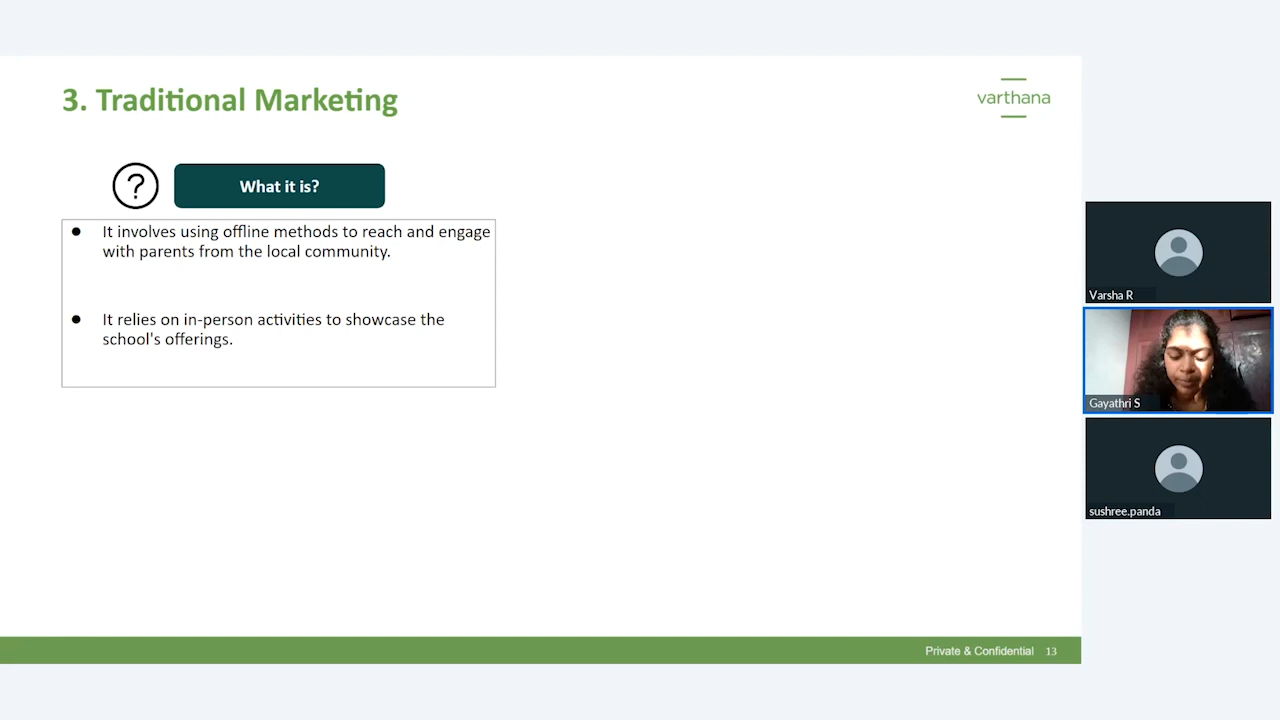 3. Traditional Marketing
varthana
?
What it is?
● It involves using offline methods to reach and engage
with parents from the local community.
● It relies on in-person activities to showcase the
school's offerings.
Varsha R
Gayathri S
sushree.panda
Private & Confidential 13